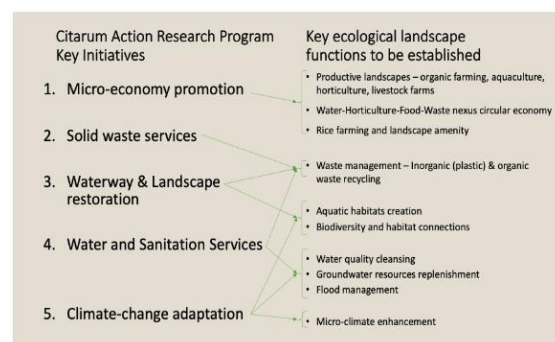 Citarum Action Research Program
Key Initiatives
1. Micro-economy promotion
2. Solid waste services
3. Waterway & Landscape
restoration
4. Water and Sanitation Services
5. Climate-change adaptation
Key ecological landscape
functions to be established
• Productive landscapes – organic farming, aquaculture,
horticulture, livestock farms
• Water-Horticulture-Food-Waste nexus circular economy
• Rice farming and landscape amenity
• Waste management – Inorganic (plastic) & organic
waste recycling
• Aquatic habitats creation
• Biodiversity and habitat connections
• Water quality cleansing
• Groundwater resources replenishment
• Flood management
• Micro-climate enhancement